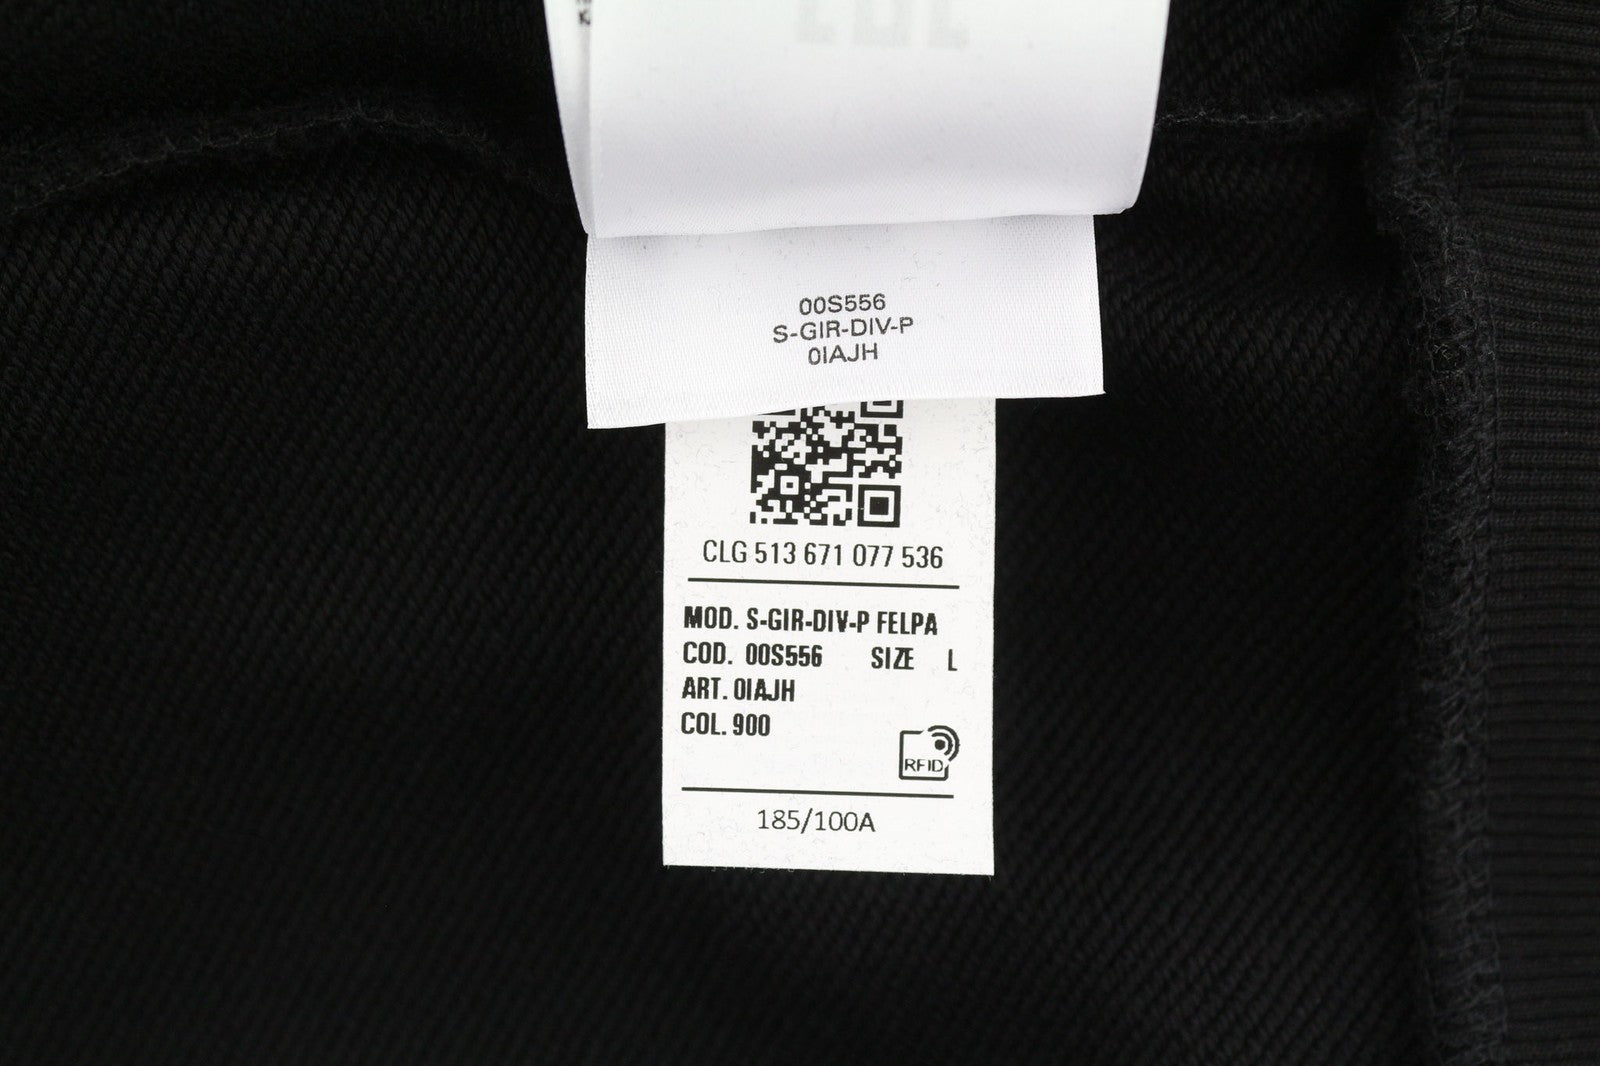 00S556
S-GIR-DIV-P
0IAJH
CLG 513 671 077 536
MOD. S-GIR-DIV-P FELPA
COD. 00S556 SIZE L
ART. 0IAJH
COL. 900
RFID
185/100A